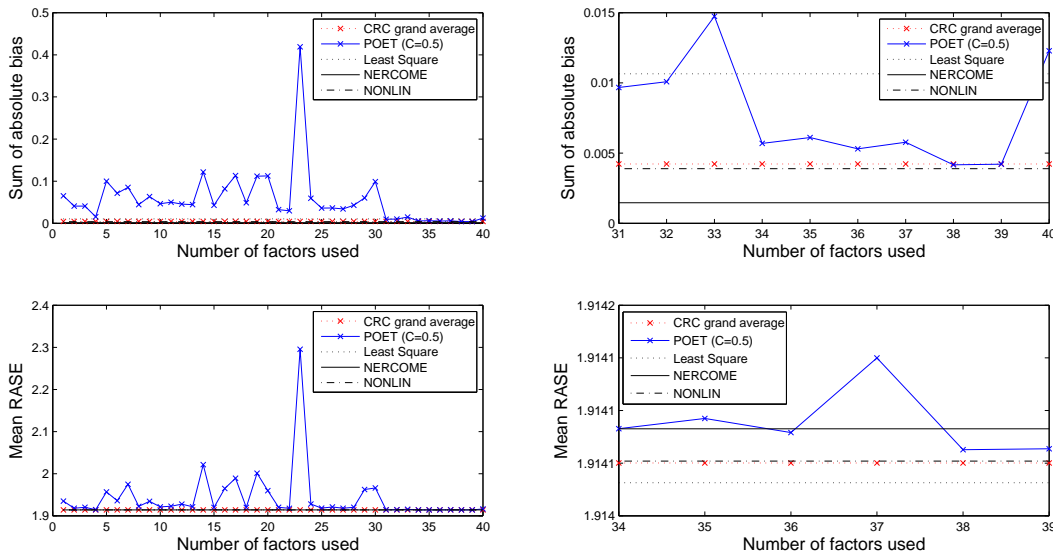 0.5
0.4
0.3
0.2
0.1
0
0 5 10 15 20 25 30 35 40
Sum of absolute bias
Number of factors used
CRC grand average
POET (C=0.5)
Least Square
NERCOME
NONLIN
0.015
0.01
0.005
0
31 32 33 34 35 36 37 38 39 40
Sum of absolute bias
Number of factors used
CRC grand average
POET (C=0.5)
Least Square
NERCOME
NONLIN
2.4
2.3
2.2
2.1
2
1.9
0 5 10 15 20 25 30 35 40
Mean RASE
Number of factors used
CRC grand average
POET (C=0.5)
Least Square
NERCOME
NONLIN
1.9142
1.9141
1.9141
1.9141
1.914
34 35 36 37 38 39
Mean RASE
Number of factors used
CRC grand average
POET (C=0.5)
Least Square
NERCOME
NONLIN